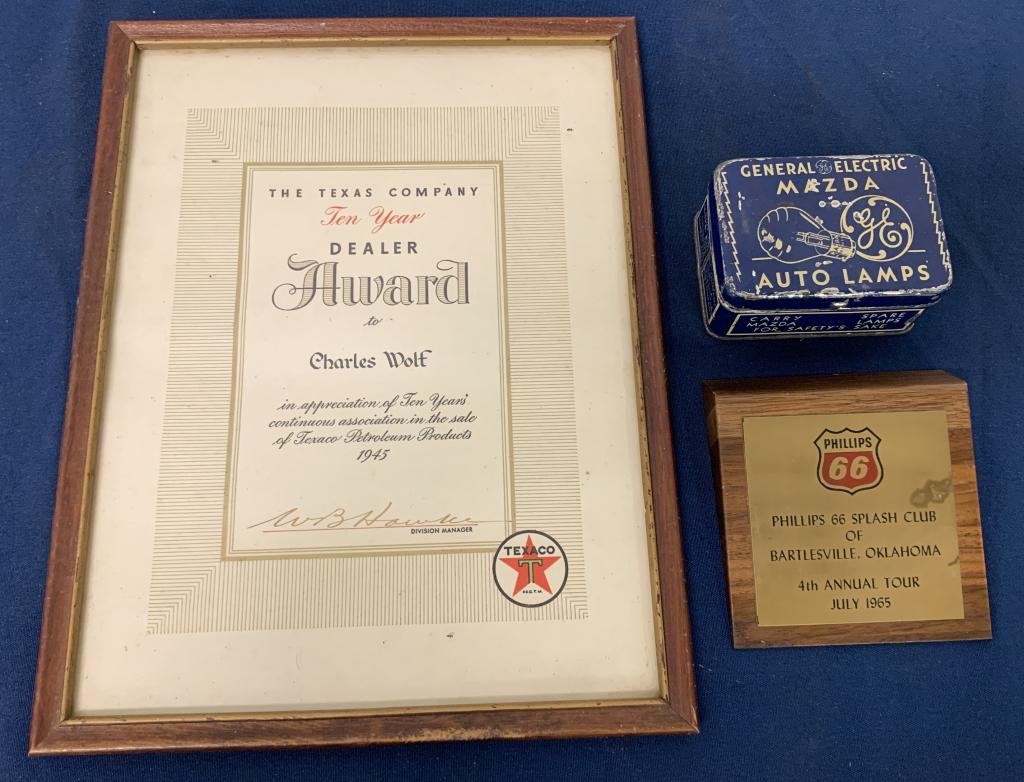 THE TEXAS COMPANY
Ten Year
DEALER
Award
to
Charles Wolf
in appreciation of Ten Years'
continuous association in the sale
of Texaco Petroleum Products
1945
DIVISION MANAGER
TEXACO
T
REG. T.M.
GENERAL GE ELECTRIC
MAZDA
GE
AUTO LAMPS
CARRY SPARE
MAZDA LAMPS
FOR SAFETY'S SAKE
PHILLIPS
66
PHILLIPS 66 SPLASH CLUB
OF
BARTLESVILLE, OKLAHOMA
4th ANNUAL TOUR
JULY 1965